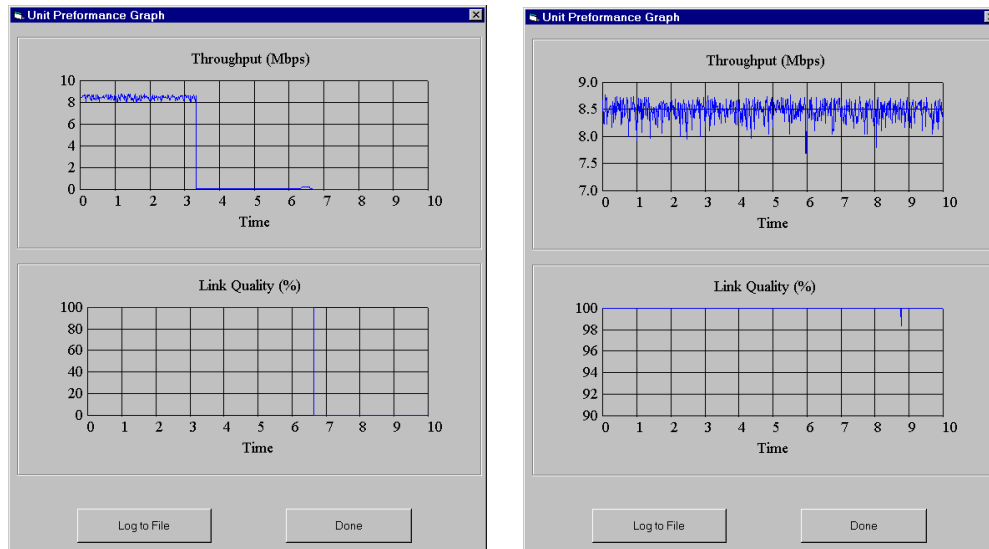 Unit Preformance Graph
Throughput (Mbps)
10
8
6
4
2
0
0 1 2 3 4 5 6 7 8 9 10
Time
Link Quality (%)
100
80
60
40
20
0
0 1 2 3 4 5 6 7 8 9 10
Time
Log to File Done
Unit Preformance Graph
Throughput (Mbps)
9.0
8.5
8.0
7.5
7.0
0 1 2 3 4 5 6 7 8 9 10
Time
Link Quality (%)
100
98
96
94
92
90
0 1 2 3 4 5 6 7 8 9 10
Time
Log to File Done